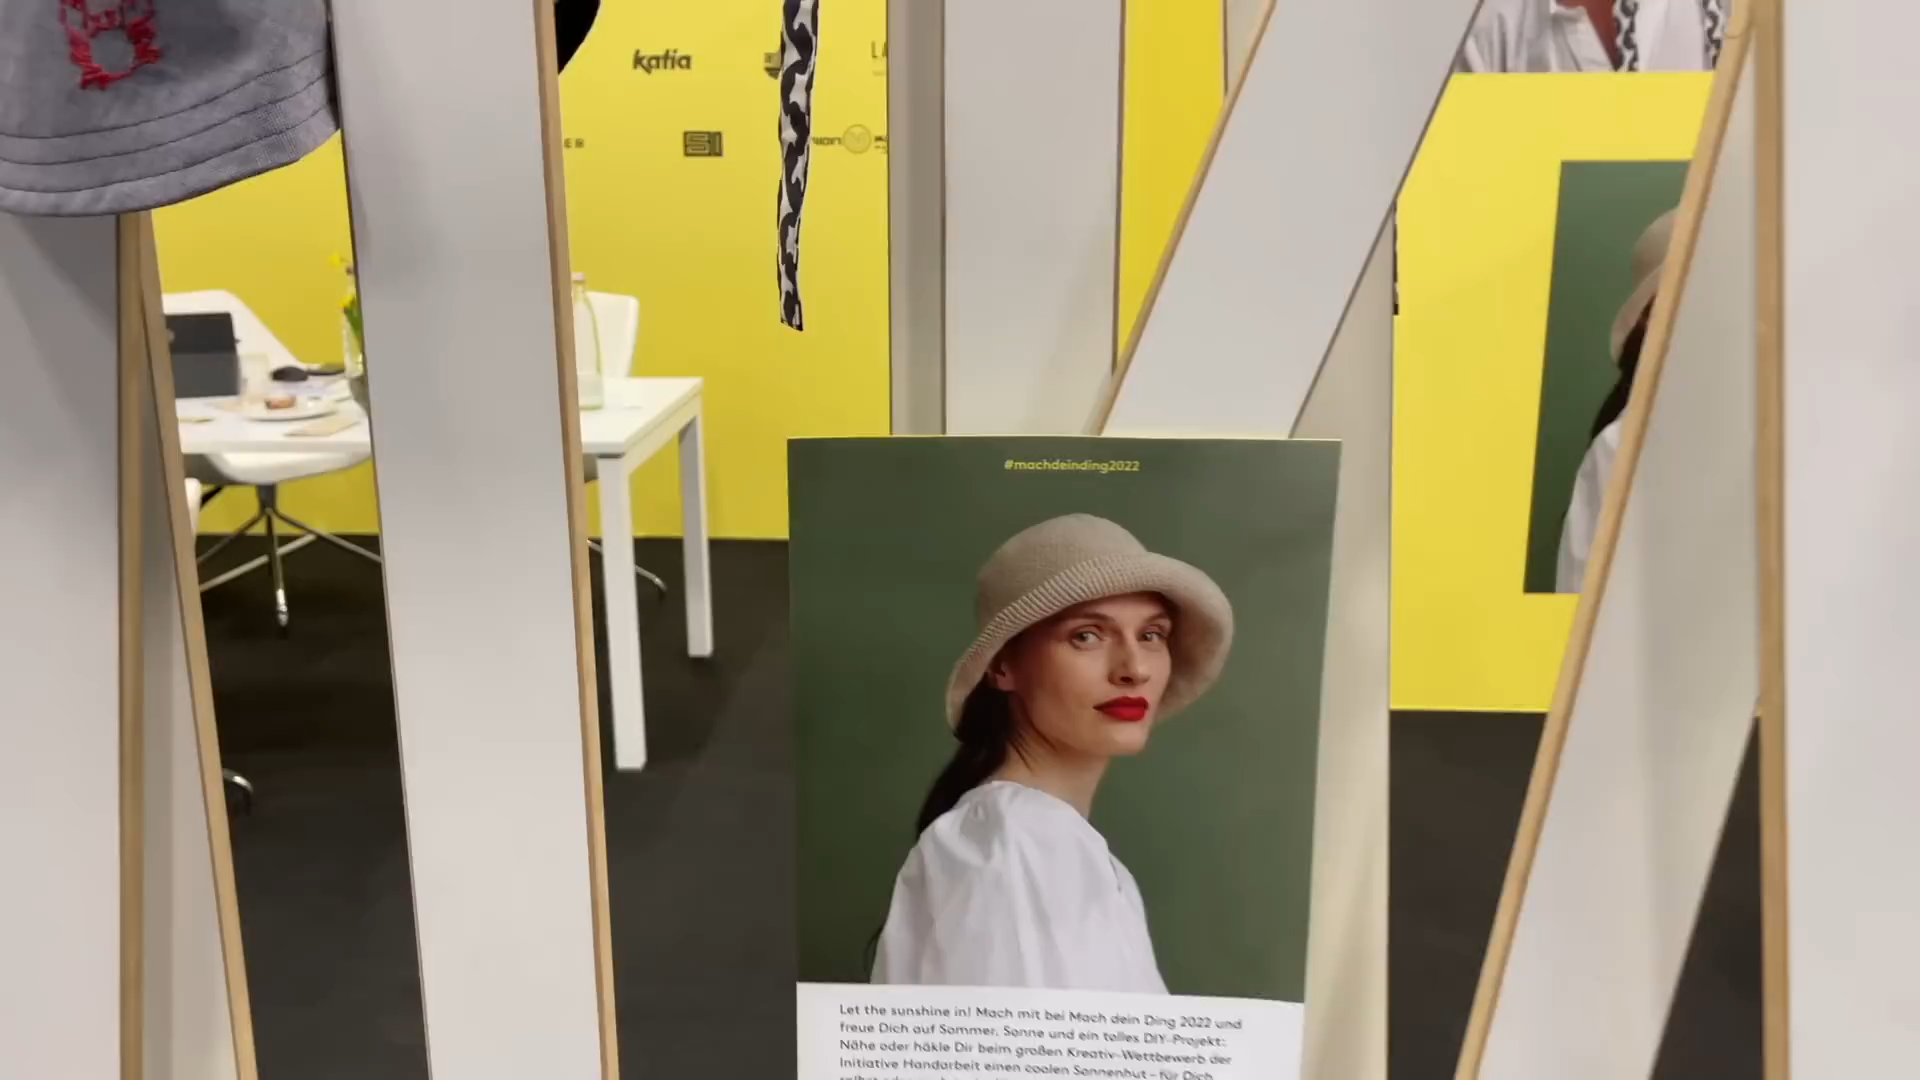 katia
#machdeinding2022
Let the sunshine in! Mach mit bei Mach dein Ding 2022 und
freue Dich auf Sommer, Sonne und ein tolles DIY-Projekt:
Nähe oder häkle Dir beim großen Kreativ-Wettbewerb der
Initiative Handarbeit einen coolen Sonnenhut – für Dich